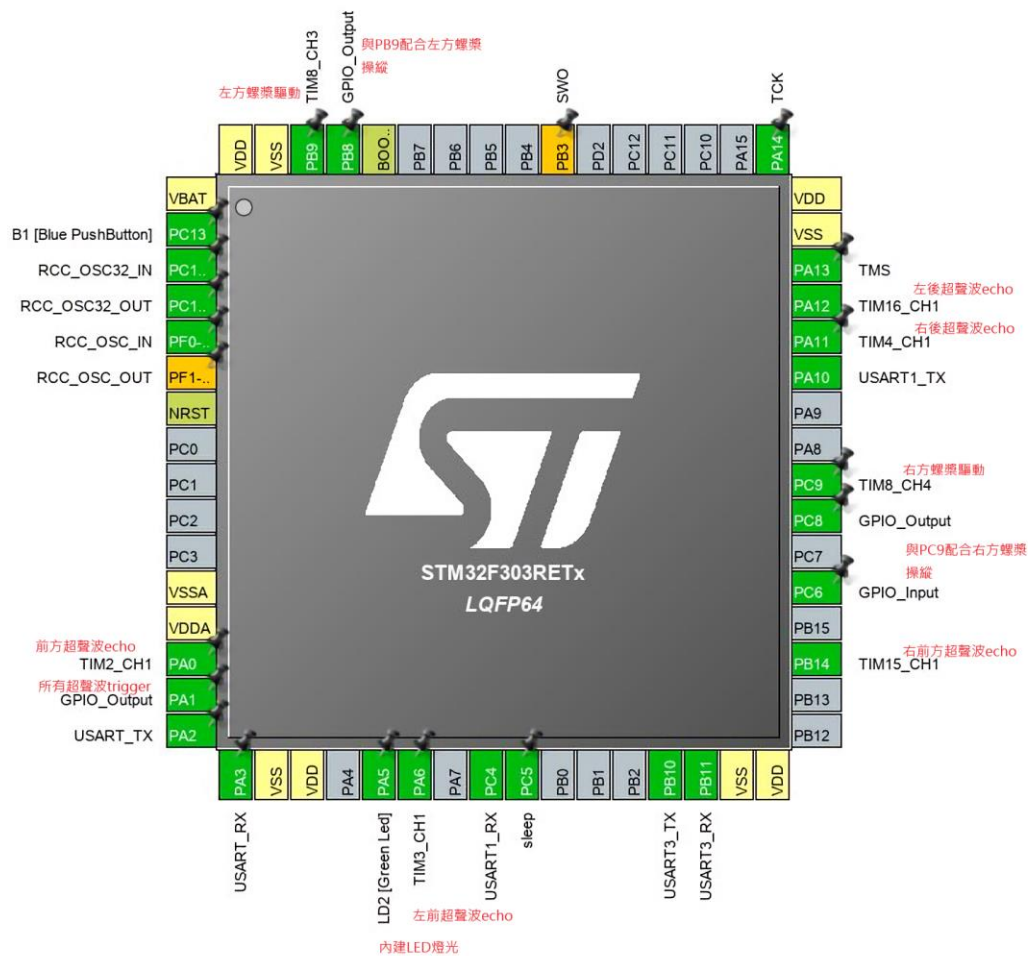 左方螺槳驅動
TIM8_CH3
GPIO_Output
與PB9配合左方螺槳
操縱
SWO
TCK
VDD
VSS
PB9
PB8
BOO..
PB7
PB6
PB5
PB4
PB3
PD2
PC12
PC11
PC10
PA15
PA14
VBAT
B1 [Blue PushButton] PC13
RCC_OSC32_IN PC1..
RCC_OSC32_OUT PC1..
RCC_OSC_IN PF0-..
RCC_OSC_OUT PF1-..
NRST
PC0
PC1
PC2
PC3
VSSA
VDDA
前方超聲波echo
TIM2_CH1 PA0
所有超聲波trigger
GPIO_Output PA1
USART_TX PA2
STM32F303RETx
LQFP64
VDD
VSS
PA13 TMS
左後超聲波echo
PA12 TIM16_CH1
右後超聲波echo
PA11 TIM4_CH1
PA10 USART1_TX
PA9
PA8
右方螺槳驅動
PC9 TIM8_CH4
PC8 GPIO_Output
PC7
與PC9配合右方螺槳
操縱
PC6 GPIO_Input
PB15
右前方超聲波echo
PB14 TIM15_CH1
PB13
PB12
PA3
VSS
VDD
PA4
PA5
PA6
PA7
PC4
PC5
PB0
PB1
PB2
PB10
PB11
VSS
VDD
USART_RX
LD2 [Green Led]
TIM3_CH1
USART1_RX
sleep
USART3_TX
USART3_RX
左前超聲波echo
內建LED燈光